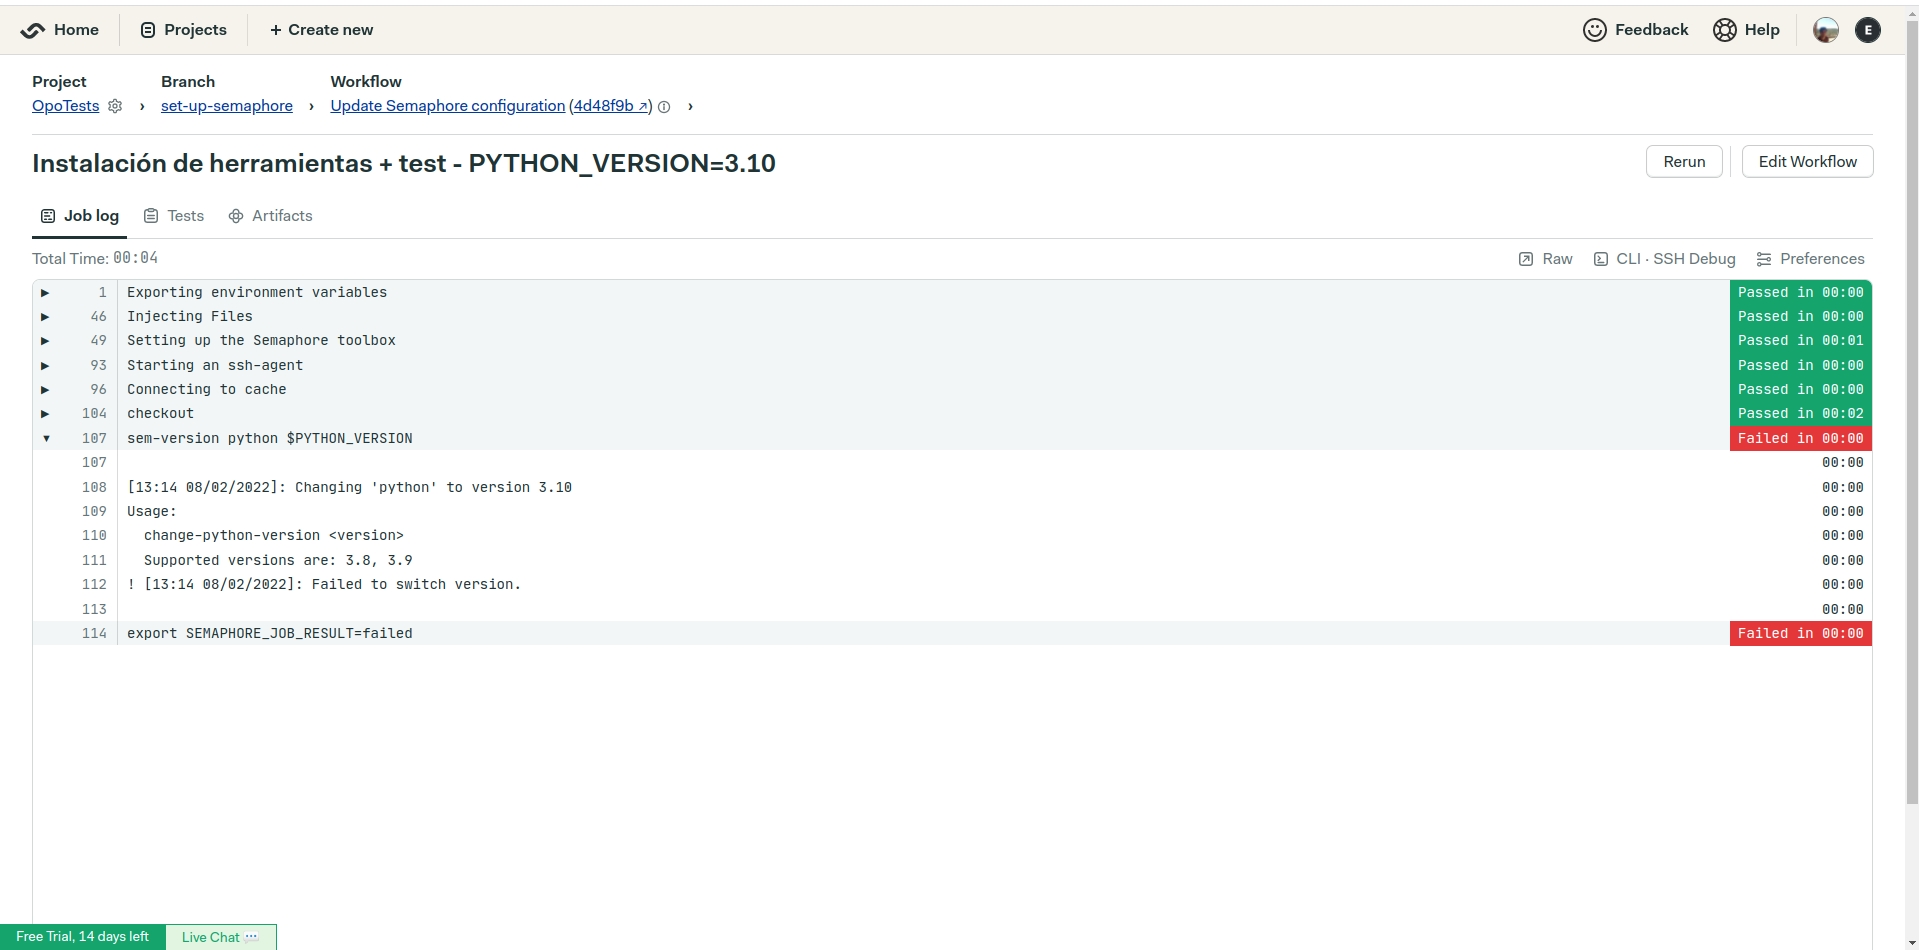 Home Projects + Create new Feedback Help E
Project Branch Workflow
OpoTests › set-up-semaphore › Update Semaphore configuration (4d48f9b ↗) ›
Instalación de herramientas + test - PYTHON_VERSION=3.10
Rerun Edit Workflow
Job log Tests Artifacts
Total Time: 00:04 Raw CLI · SSH Debug Preferences
1 Exporting environment variables Passed in 00:00
46 Injecting Files Passed in 00:00
49 Setting up the Semaphore toolbox Passed in 00:01
93 Starting an ssh-agent Passed in 00:00
96 Connecting to cache Passed in 00:00
104 checkout Passed in 00:02
107 sem-version python $PYTHON_VERSION Failed in 00:00
107 00:00
108 [13:14 08/02/2022]: Changing 'python' to version 3.10 00:00
109 Usage: 00:00
110 change-python-version <version> 00:00
111 Supported versions are: 3.8, 3.9 00:00
112 ! [13:14 08/02/2022]: Failed to switch version. 00:00
113 00:00
114 export SEMAPHORE_JOB_RESULT=failed Failed in 00:00
Free Trial, 14 days left Live Chat